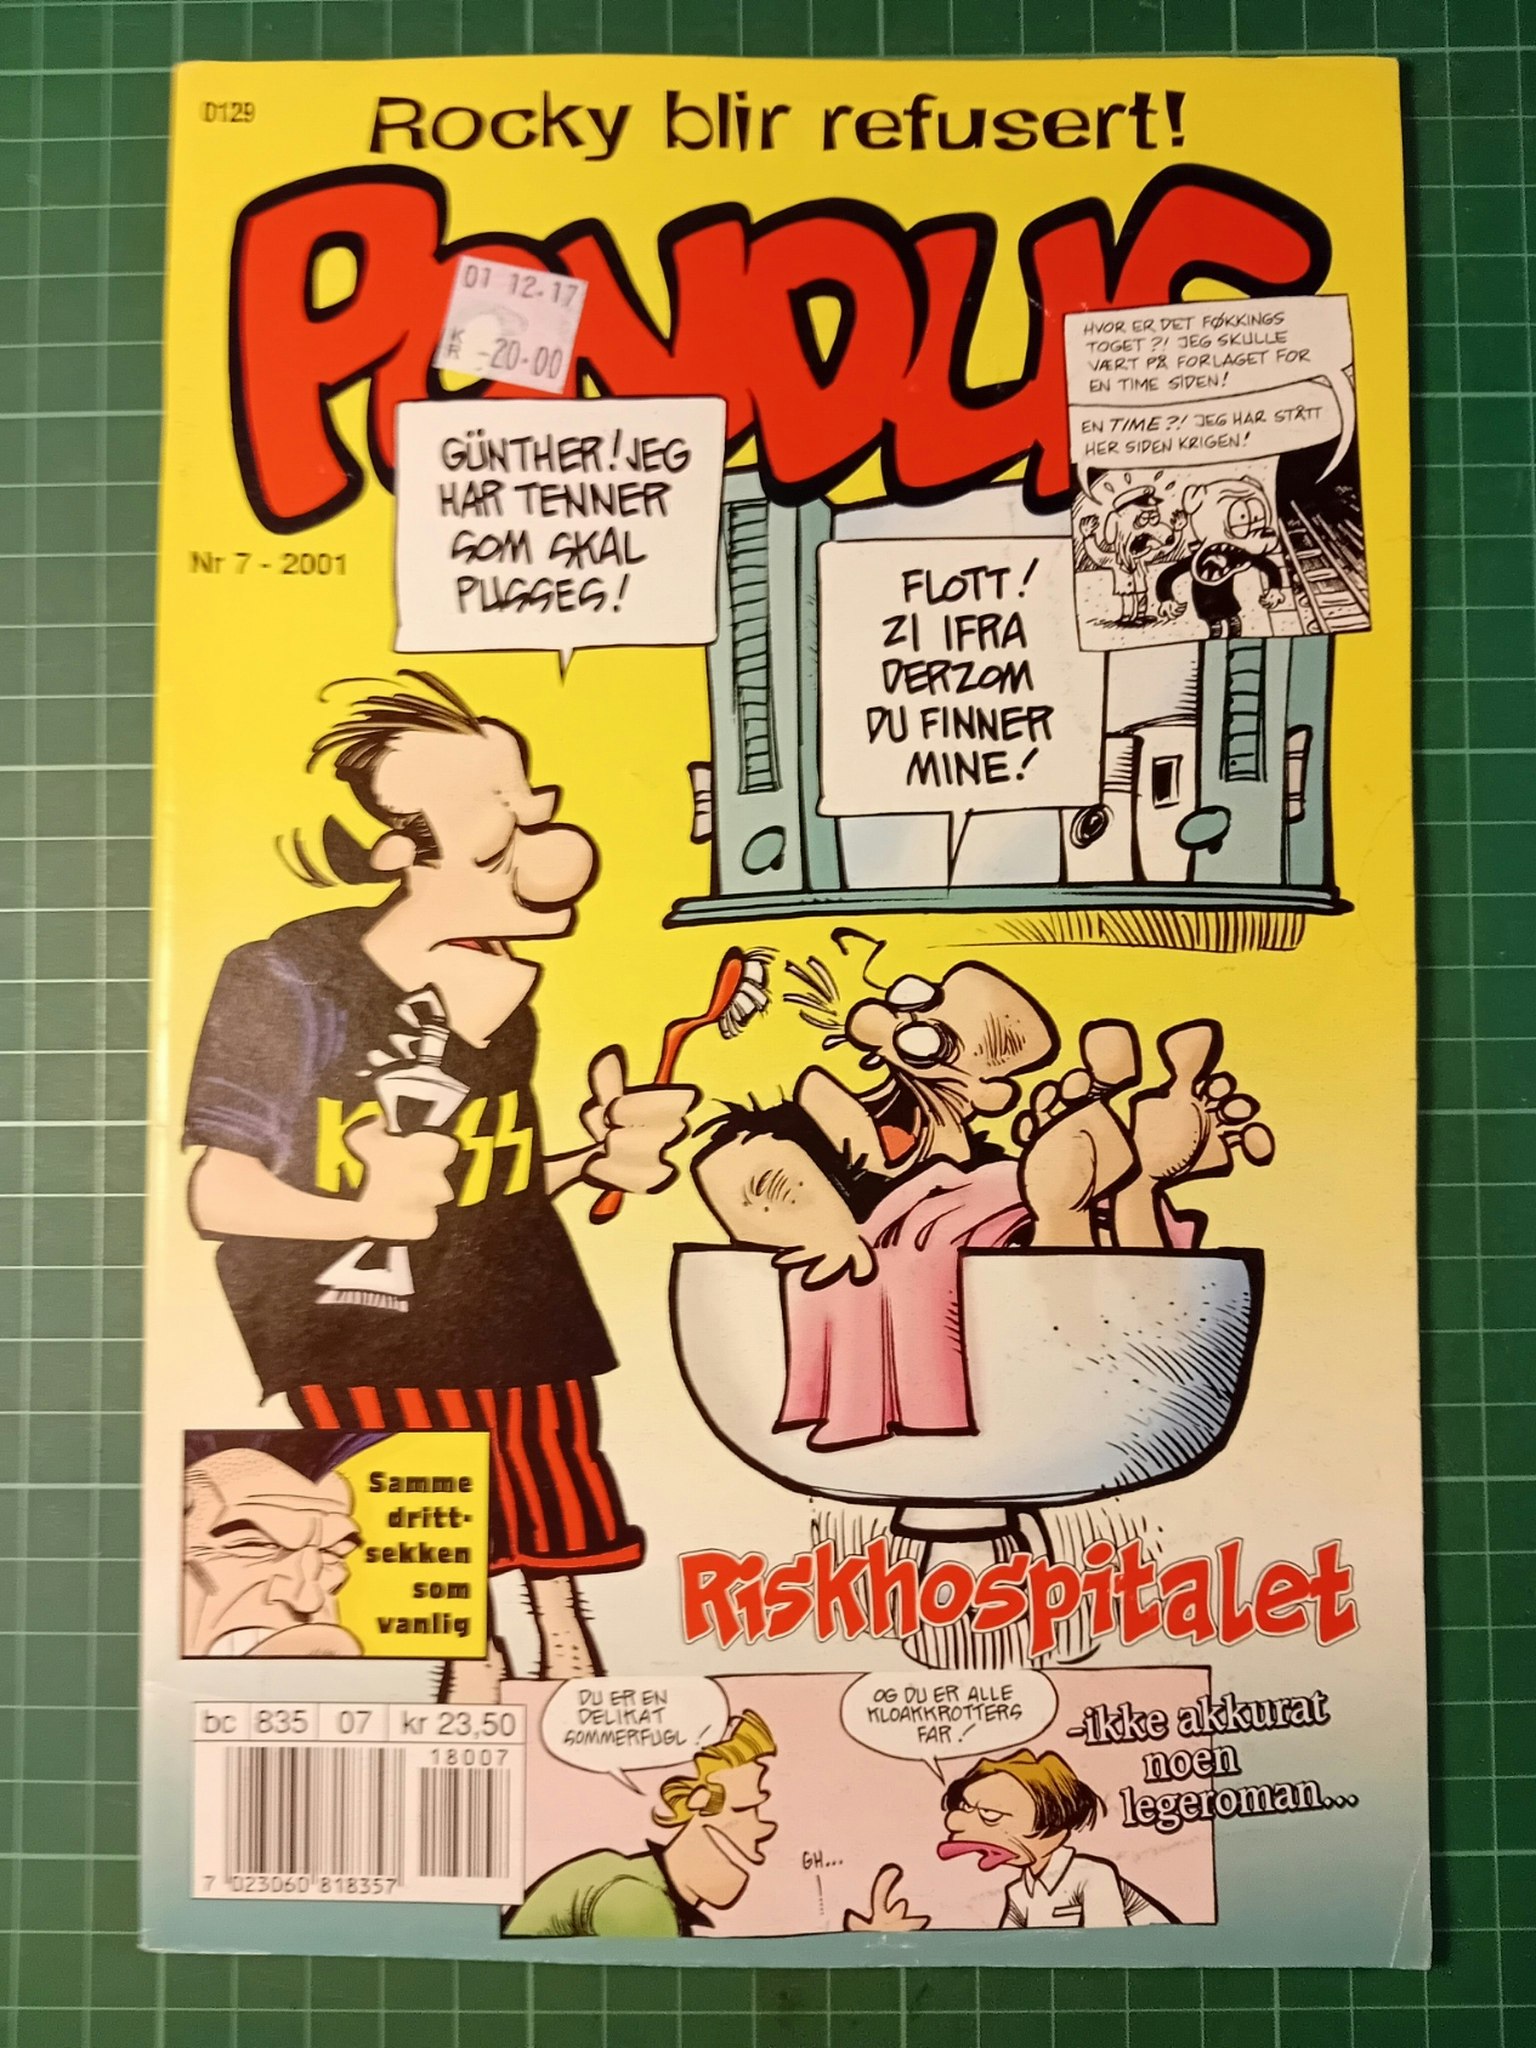 0129
Rocky blir refusert!
PONDUS
01 12.17
KR -20.00
HVOR ER DET FØKKINGS
TOGET?! JEG SKULLE
VÆRT PÅ FORLAGET FOR
EN TIME SIDEN!
EN TIME?! JEG HAR STÅTT
HER SIDEN KRIGEN!
Nr 7 - 2001
GÜNTHER! JEG
HAR TENNER
SOM SKAL
PUSSES!
FLOTT!
ZI IFRA
DERZOM
DU FINNER
MINE!
KISS
Samme
dritt-
sekken
som
vanlig
Riskhospitalet
bc 835 07 kr 23,50
18007
7 023060 818357
DU ER EN
DELIKAT
SOMMERFUGL!
OG DU ER ALLE
KLOAKKROTTERS
FAR!
GH...
-ikke akkurat
noen
legeroman...